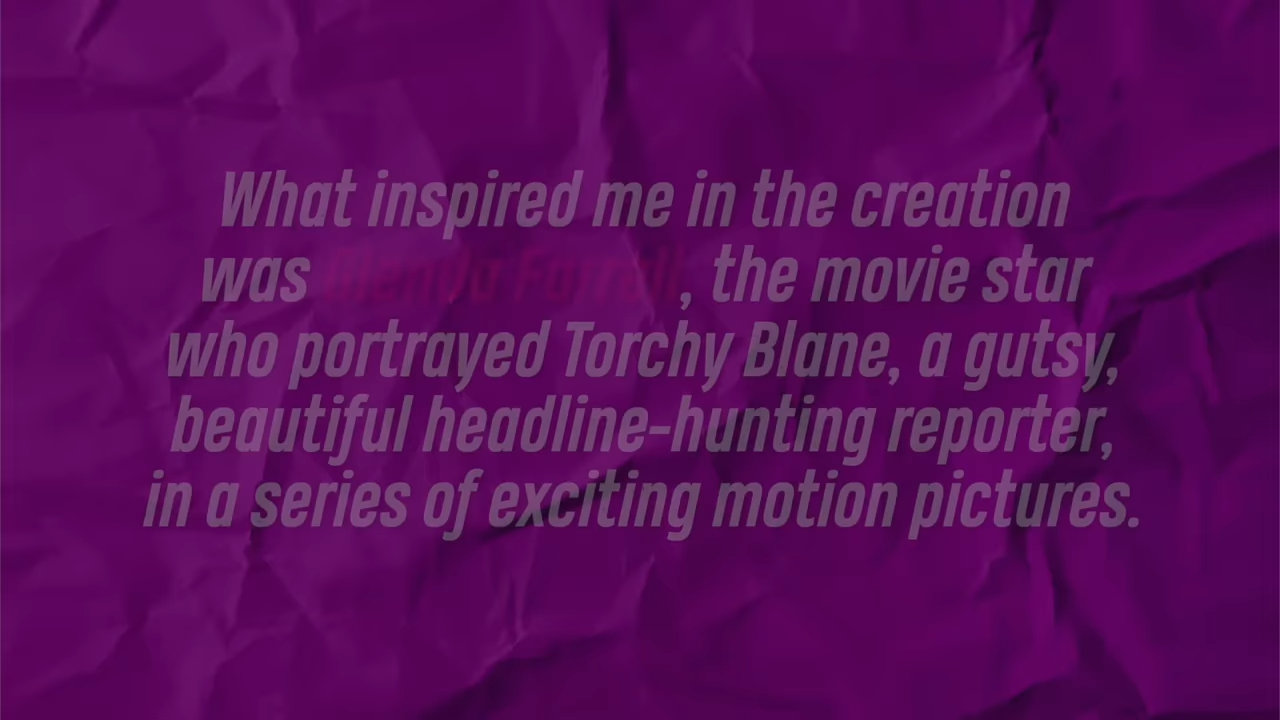 What inspired me in the creation
was Glenda Farrell, the movie star
who portrayed Torchy Blane, a gutsy,
beautiful headline-hunting reporter,
in a series of exciting motion pictures.